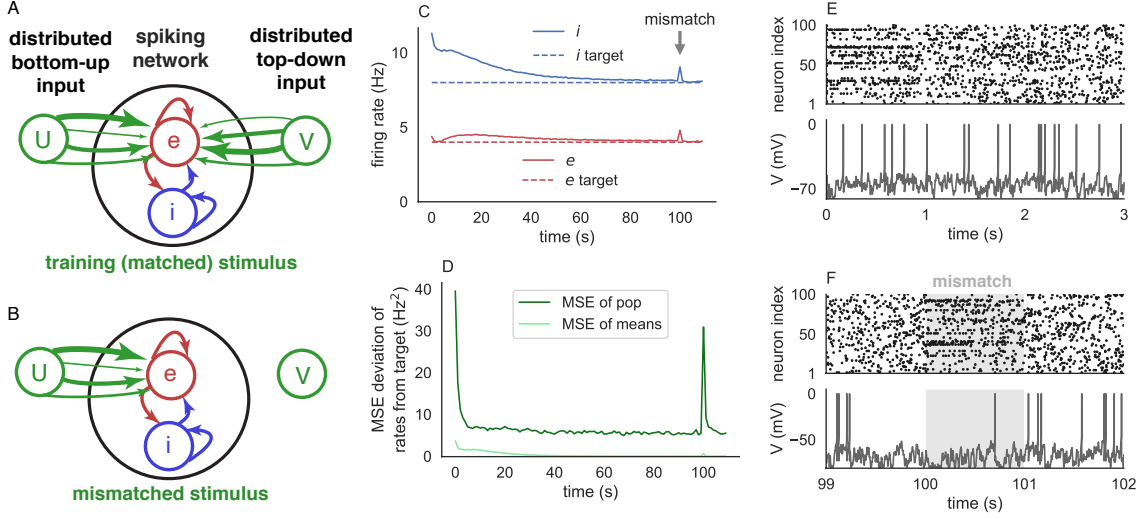 A
distributed
bottom-up
input
spiking
network
distributed
top-down
input
U
e
V
i
training (matched) stimulus
B
U
e
V
i
mismatched stimulus
C
mismatch
i
i target
e
e target
firing rate (Hz)
10
5
0
0 20 40 60 80 100
time (s)
D
MSE of pop
MSE of means
MSE deviation of
rates from target (Hz²)
40
30
20
10
0
0 20 40 60 80 100
time (s)
E
neuron index
100
50
1
V (mV)
0
−70
0 1 2 3
time (s)
F
mismatch
neuron index
100
50
1
V (mV)
0
−50
99 100 101 102
time (s)